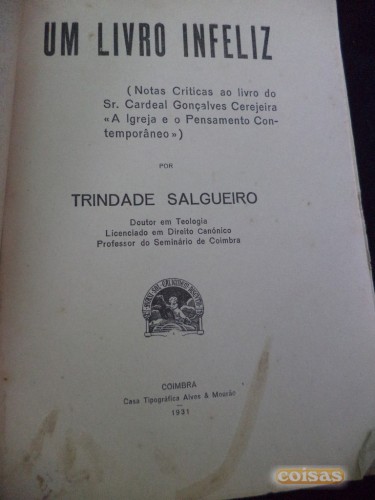 UM LIVRO INFELIZ
(Notas Críticas ao livro do
Sr. Cardeal Gonçalves Cerejeira
«A Igreja e o Pensamento Con-
temporâneo»)
POR
TRINDADE SALGUEIRO
Doutor em Teologia
Licenciado em Direito Canónico
Professor do Seminário de Coimbra
COIMBRA
Casa Tipográfica Alves & Mourão
1931
coisas